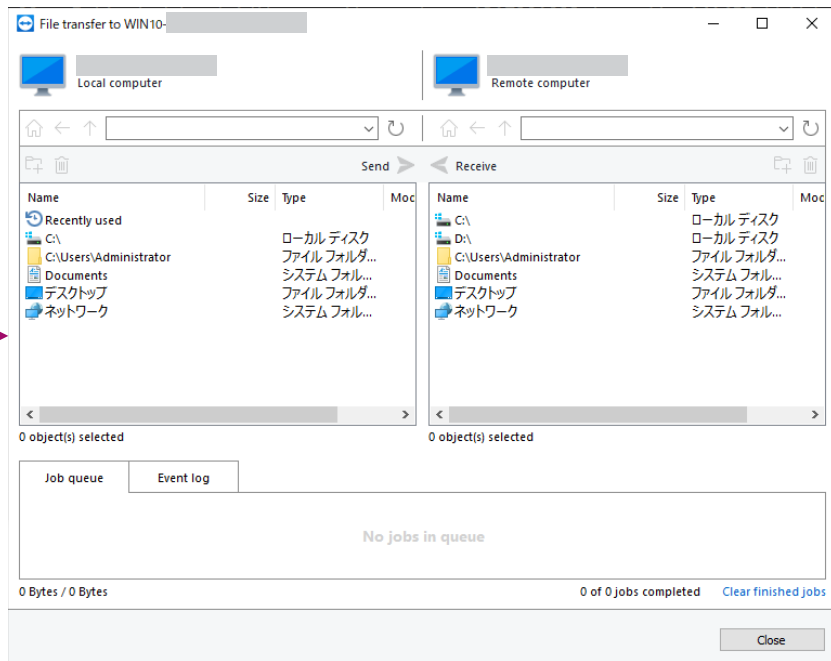 File transfer to WIN10-
Local computer
Remote computer
Send
Receive
Name Size Type Moc
Recently used
C:\ ローカル ディスク
C:\Users\Administrator ファイル フォルダ...
Documents システム フォル...
デスクトップ ファイル フォルダ...
ネットワーク システム フォル...
0 object(s) selected
Name Size Type Moc
C:\ ローカル ディスク
D:\ ローカル ディスク
C:\Users\Administrator ファイル フォルダ...
Documents システム フォル...
デスクトップ ファイル フォルダ...
ネットワーク システム フォル...
0 object(s) selected
Job queue Event log
No jobs in queue
0 Bytes / 0 Bytes
0 of 0 jobs completed Clear finished jobs
Close